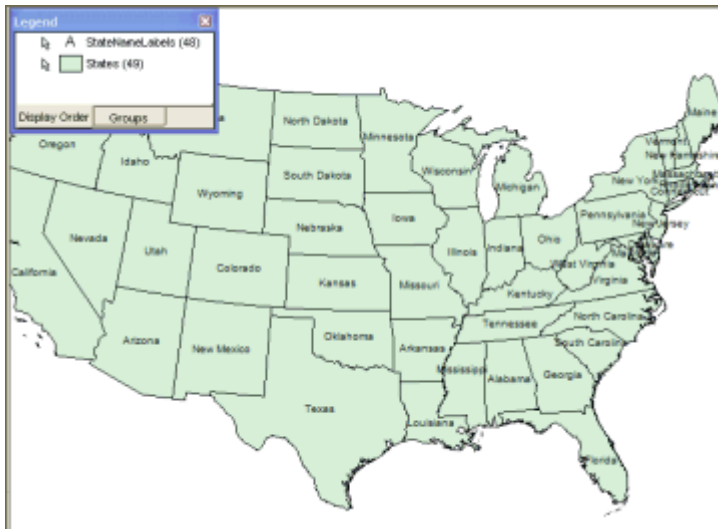 Legend
StateNameLabels (48)
States (49)
Display Order Groups
North Dakota
Minnesota
Maine
Oregon
Idaho
Wisconsin
Vermont
New Hampshire
South Dakota
Michigan
New York
Wyoming
Iowa
Pennsylvania
Nebraska
New Jersey
Nevada
Utah
Illinois
Indiana
Ohio
Colorado
West Virginia
California
Kansas
Missouri
Virginia
Kentucky
Arizona
New Mexico
Oklahoma
Arkansas
Tennessee
North Carolina
South Carolina
Mississippi
Alabama
Georgia
Texas
Louisiana
Florida